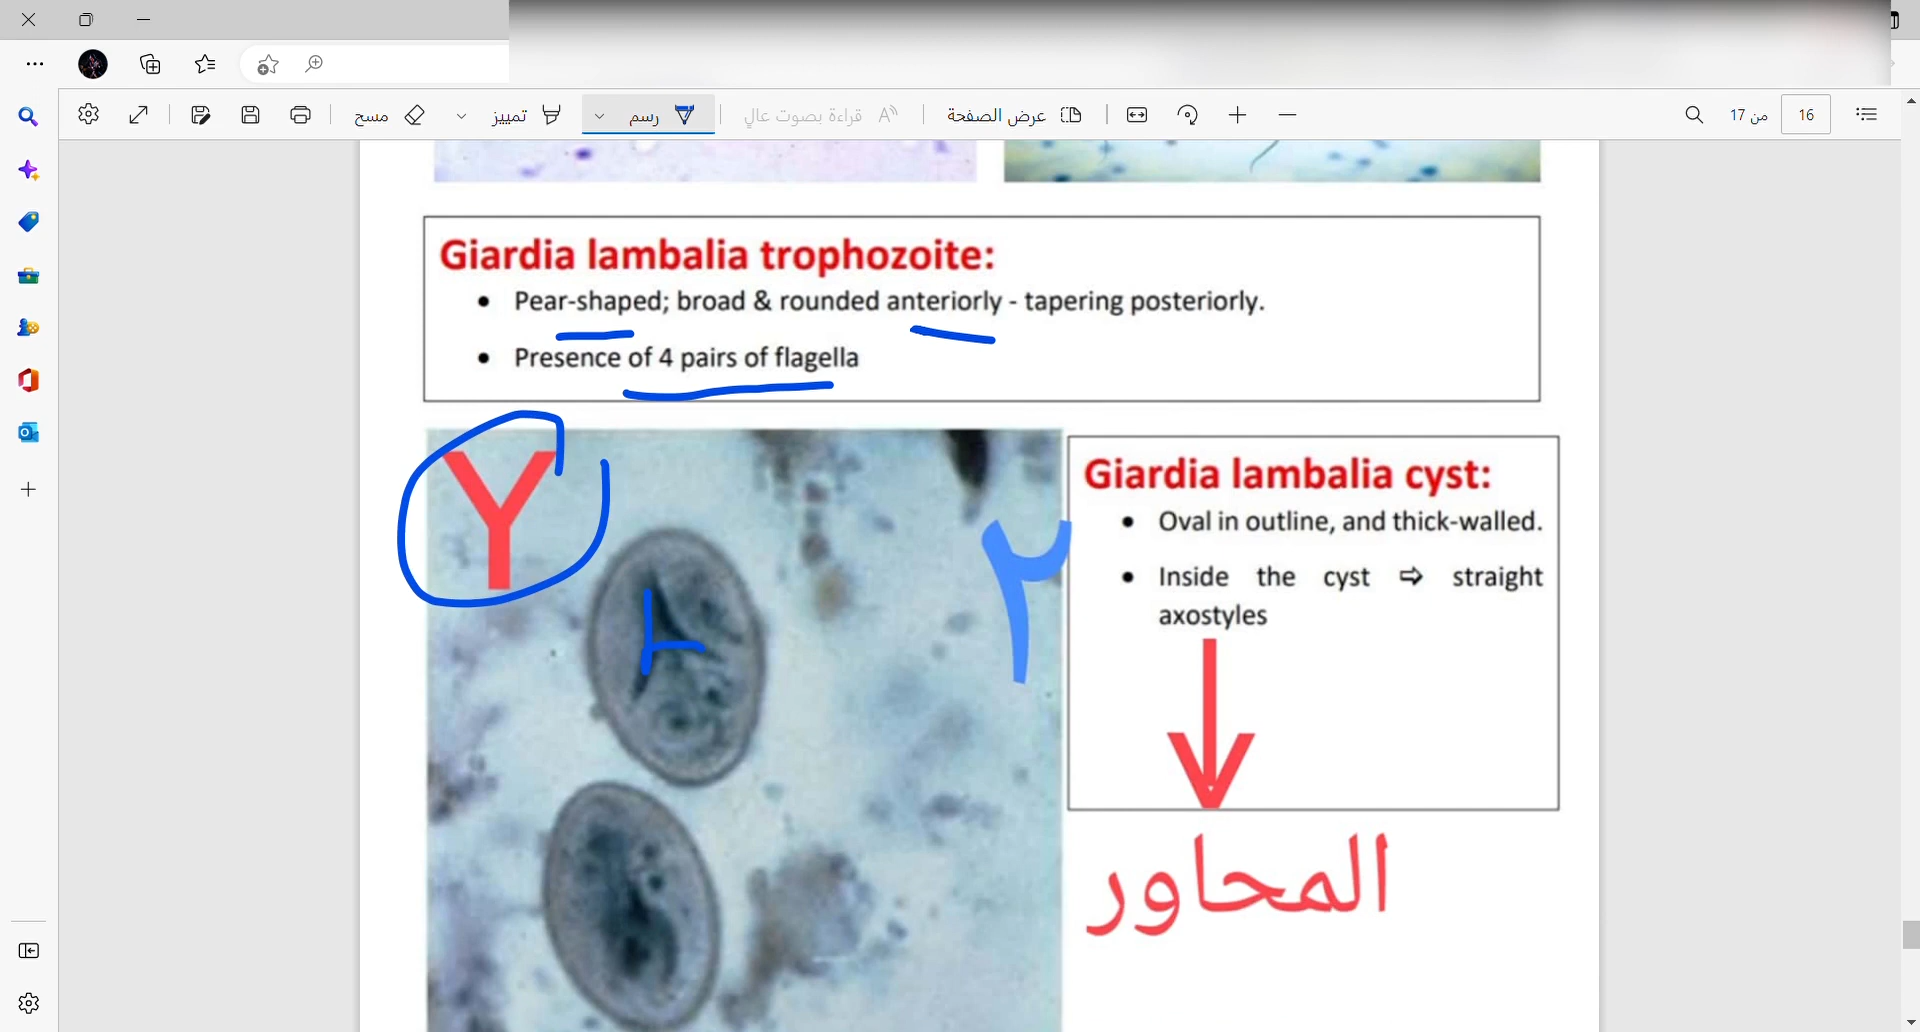 مسح
تمييز
رسم
قراءة بصوت عالٍ
عرض الصفحة
من 17
16
Giardia lambalia trophozoite:
• Pear-shaped; broad & rounded anteriorly - tapering posteriorly.
• Presence of 4 pairs of flagella
Y
٢
Giardia lambalia cyst:
• Oval in outline, and thick-walled.
• Inside the cyst ⇨ straight
axostyles
المحاور